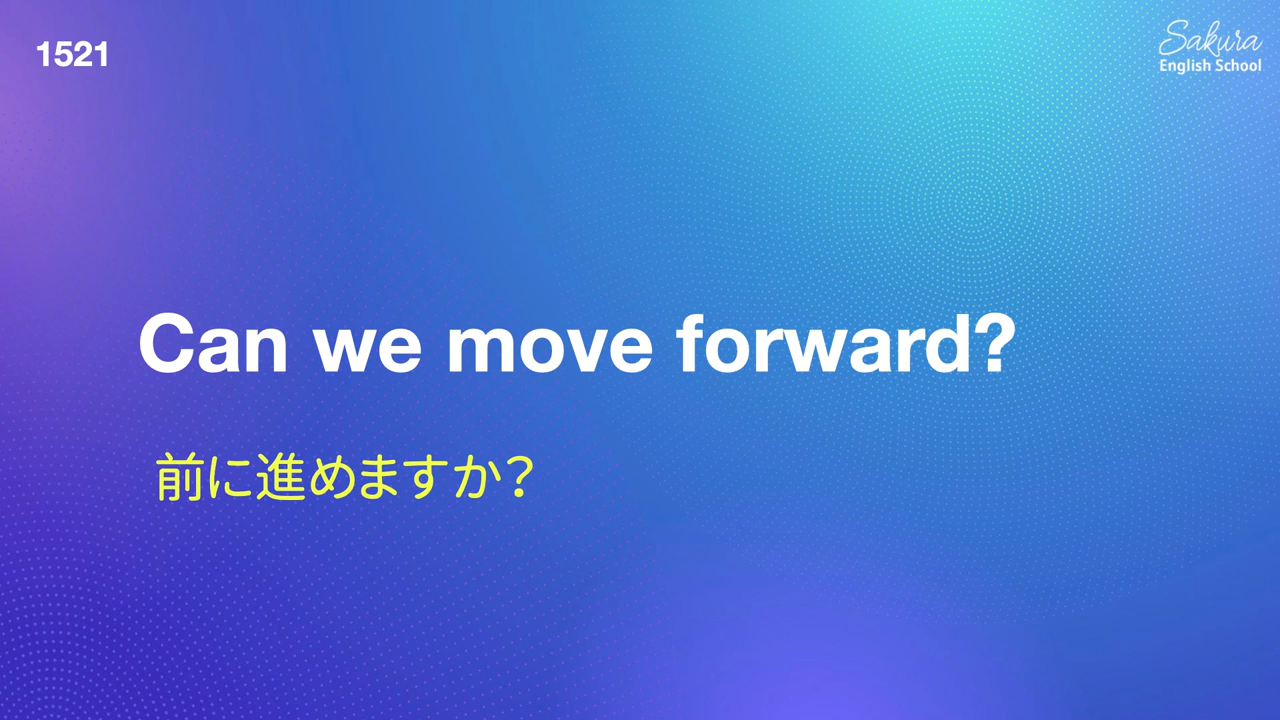 1521
Sakura
English School
Can we move forward?
前に進めますか?